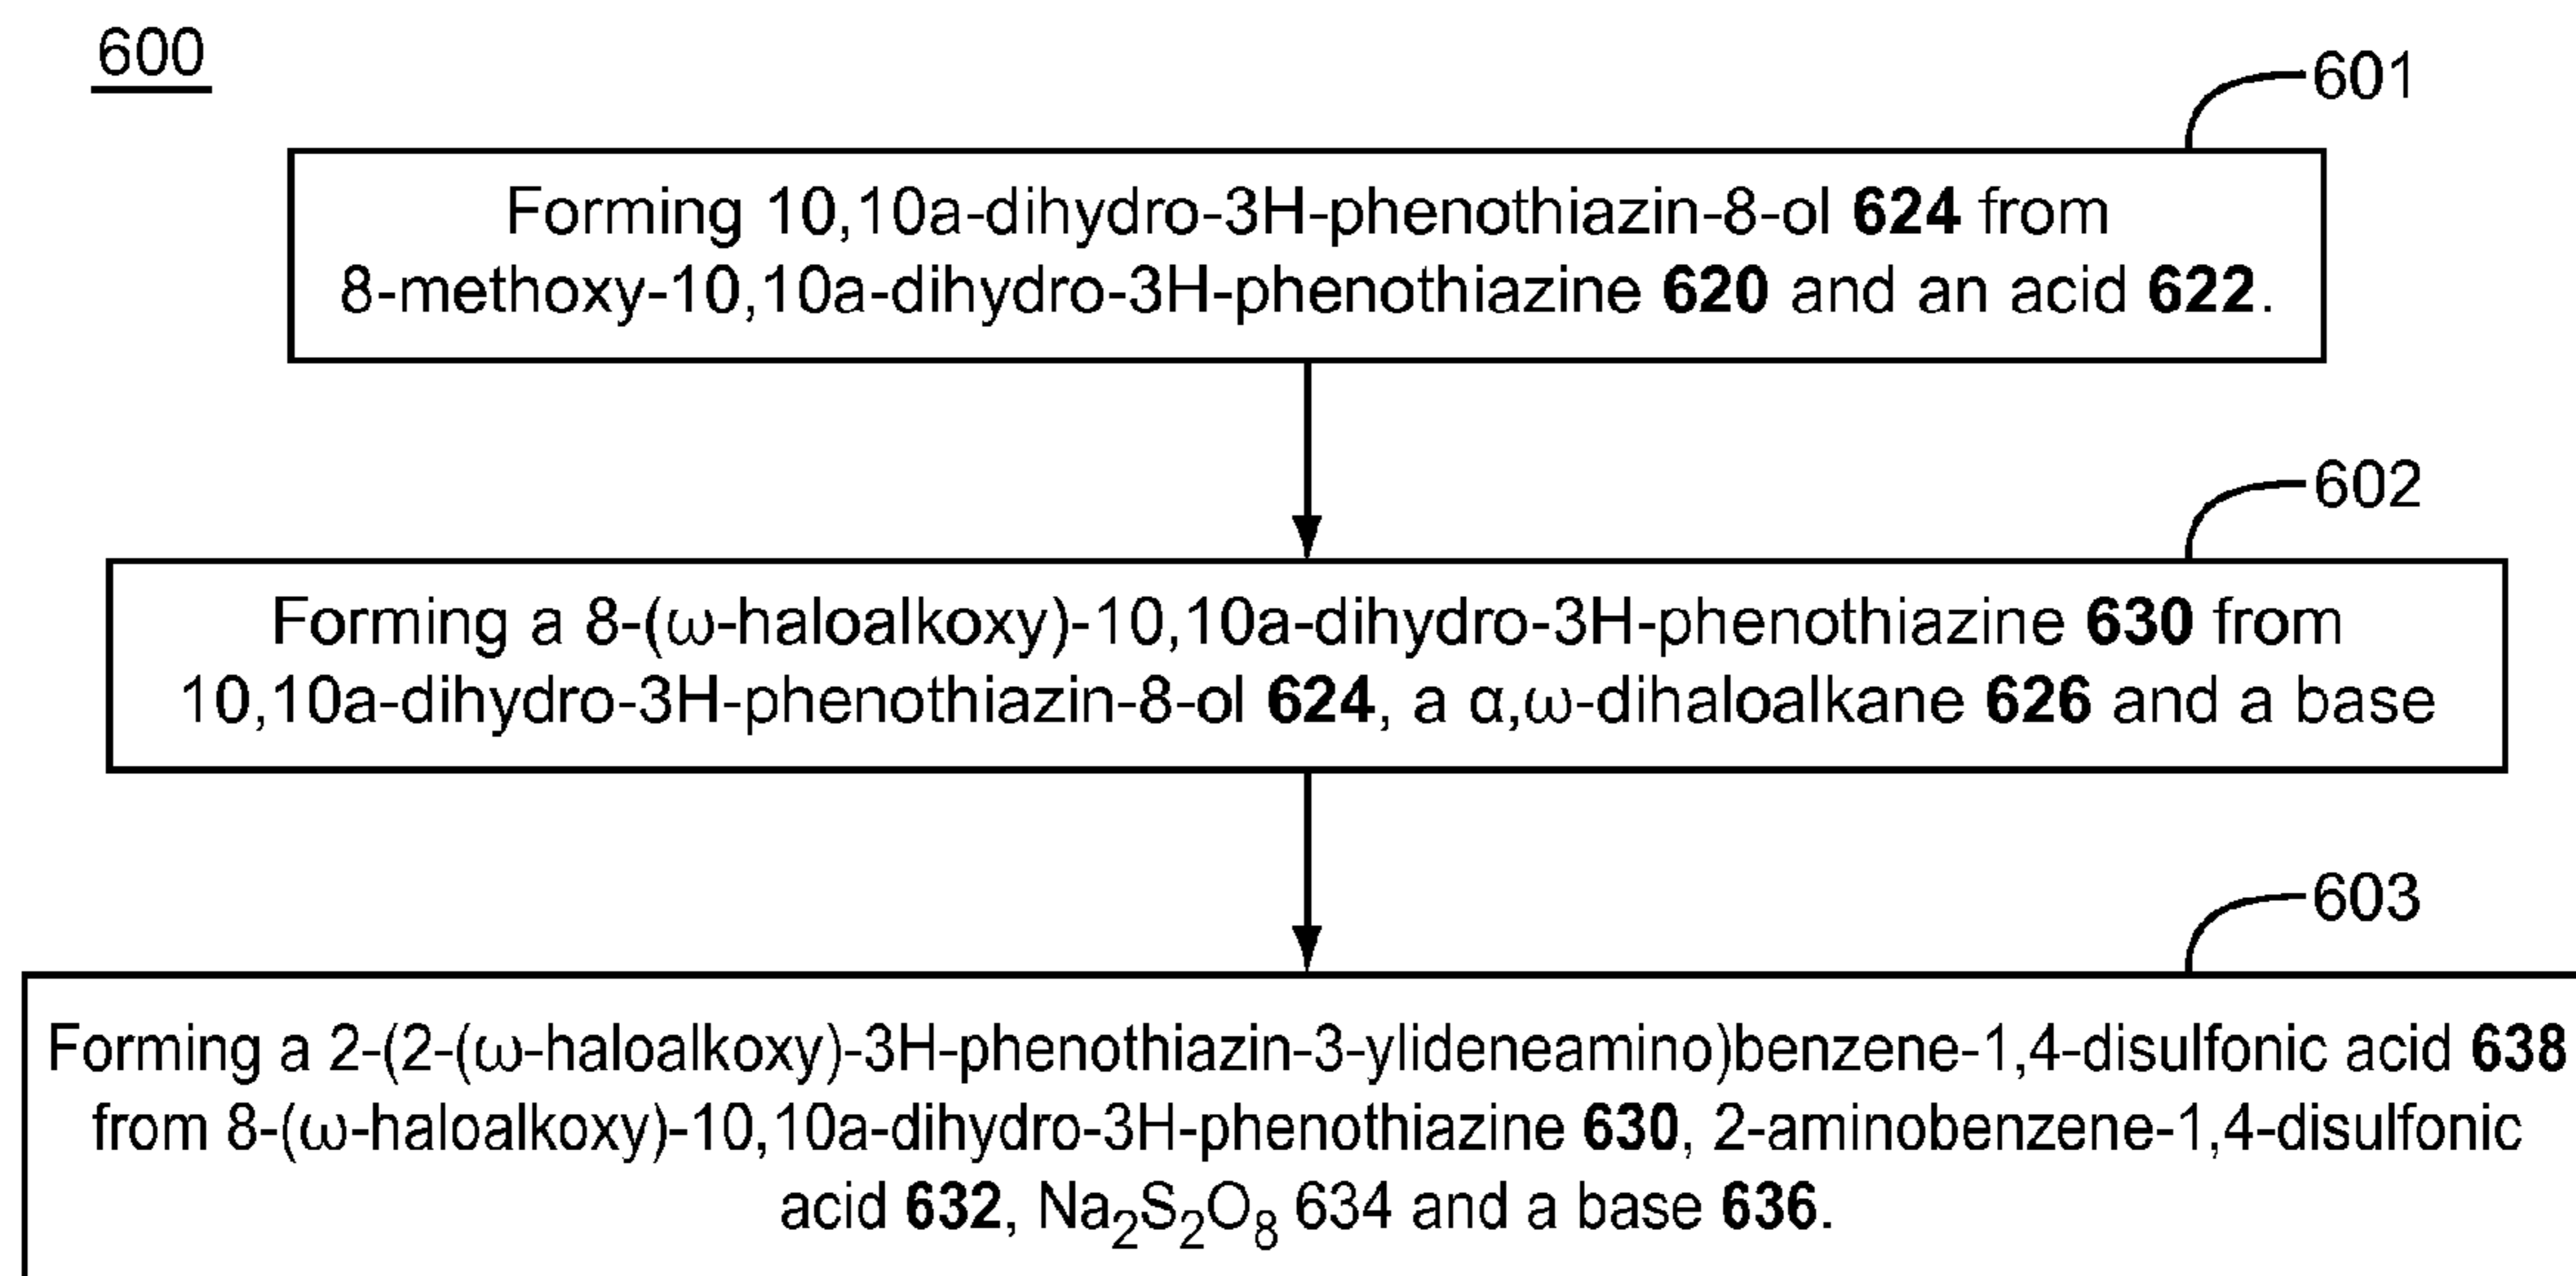 600
601
Forming 10,10a-dihydro-3H-phenothiazin-8-ol 624 from
8-methoxy-10,10a-dihydro-3H-phenothiazine 620 and an acid 622.
602
Forming a 8-(ω-haloalkoxy)-10,10a-dihydro-3H-phenothiazine 630 from
10,10a-dihydro-3H-phenothiazin-8-ol 624, a α,ω-dihaloalkane 626 and a base
603
Forming a 2-(2-(ω-haloalkoxy)-3H-phenothiazin-3-ylideneamino)benzene-1,4-disulfonic acid 638
from 8-(ω-haloalkoxy)-10,10a-dihydro-3H-phenothiazine 630, 2-aminobenzene-1,4-disulfonic
acid 632, Na₂S₂O₈ 634 and a base 636.